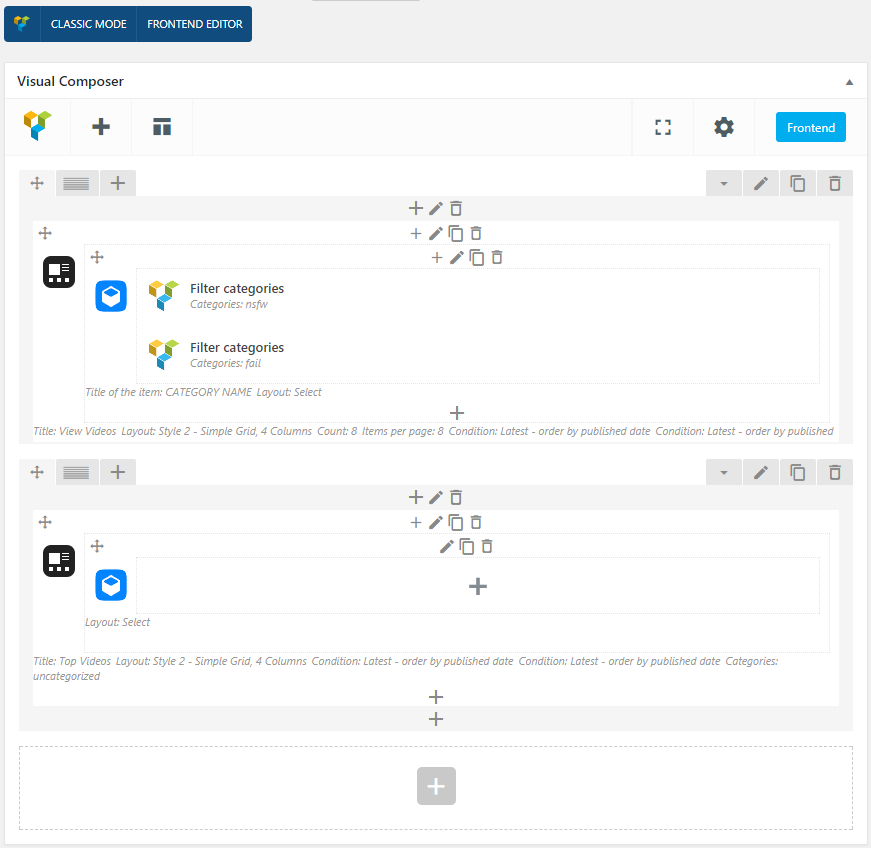 CLASSIC MODE FRONTEND EDITOR
Visual Composer
Frontend
Filter categories
Categories: nsfw
Filter categories
Categories: fail
Title of the item: CATEGORY NAME Layout: Select
Title: View Videos Layout: Style 2 - Simple Grid, 4 Columns Count: 8 Items per page: 8 Condition: Latest - order by published date Condition: Latest - order by published
Layout: Select
Title: Top Videos Layout: Style 2 - Simple Grid, 4 Columns Condition: Latest - order by published date Condition: Latest - order by published date Categories:
uncategorized